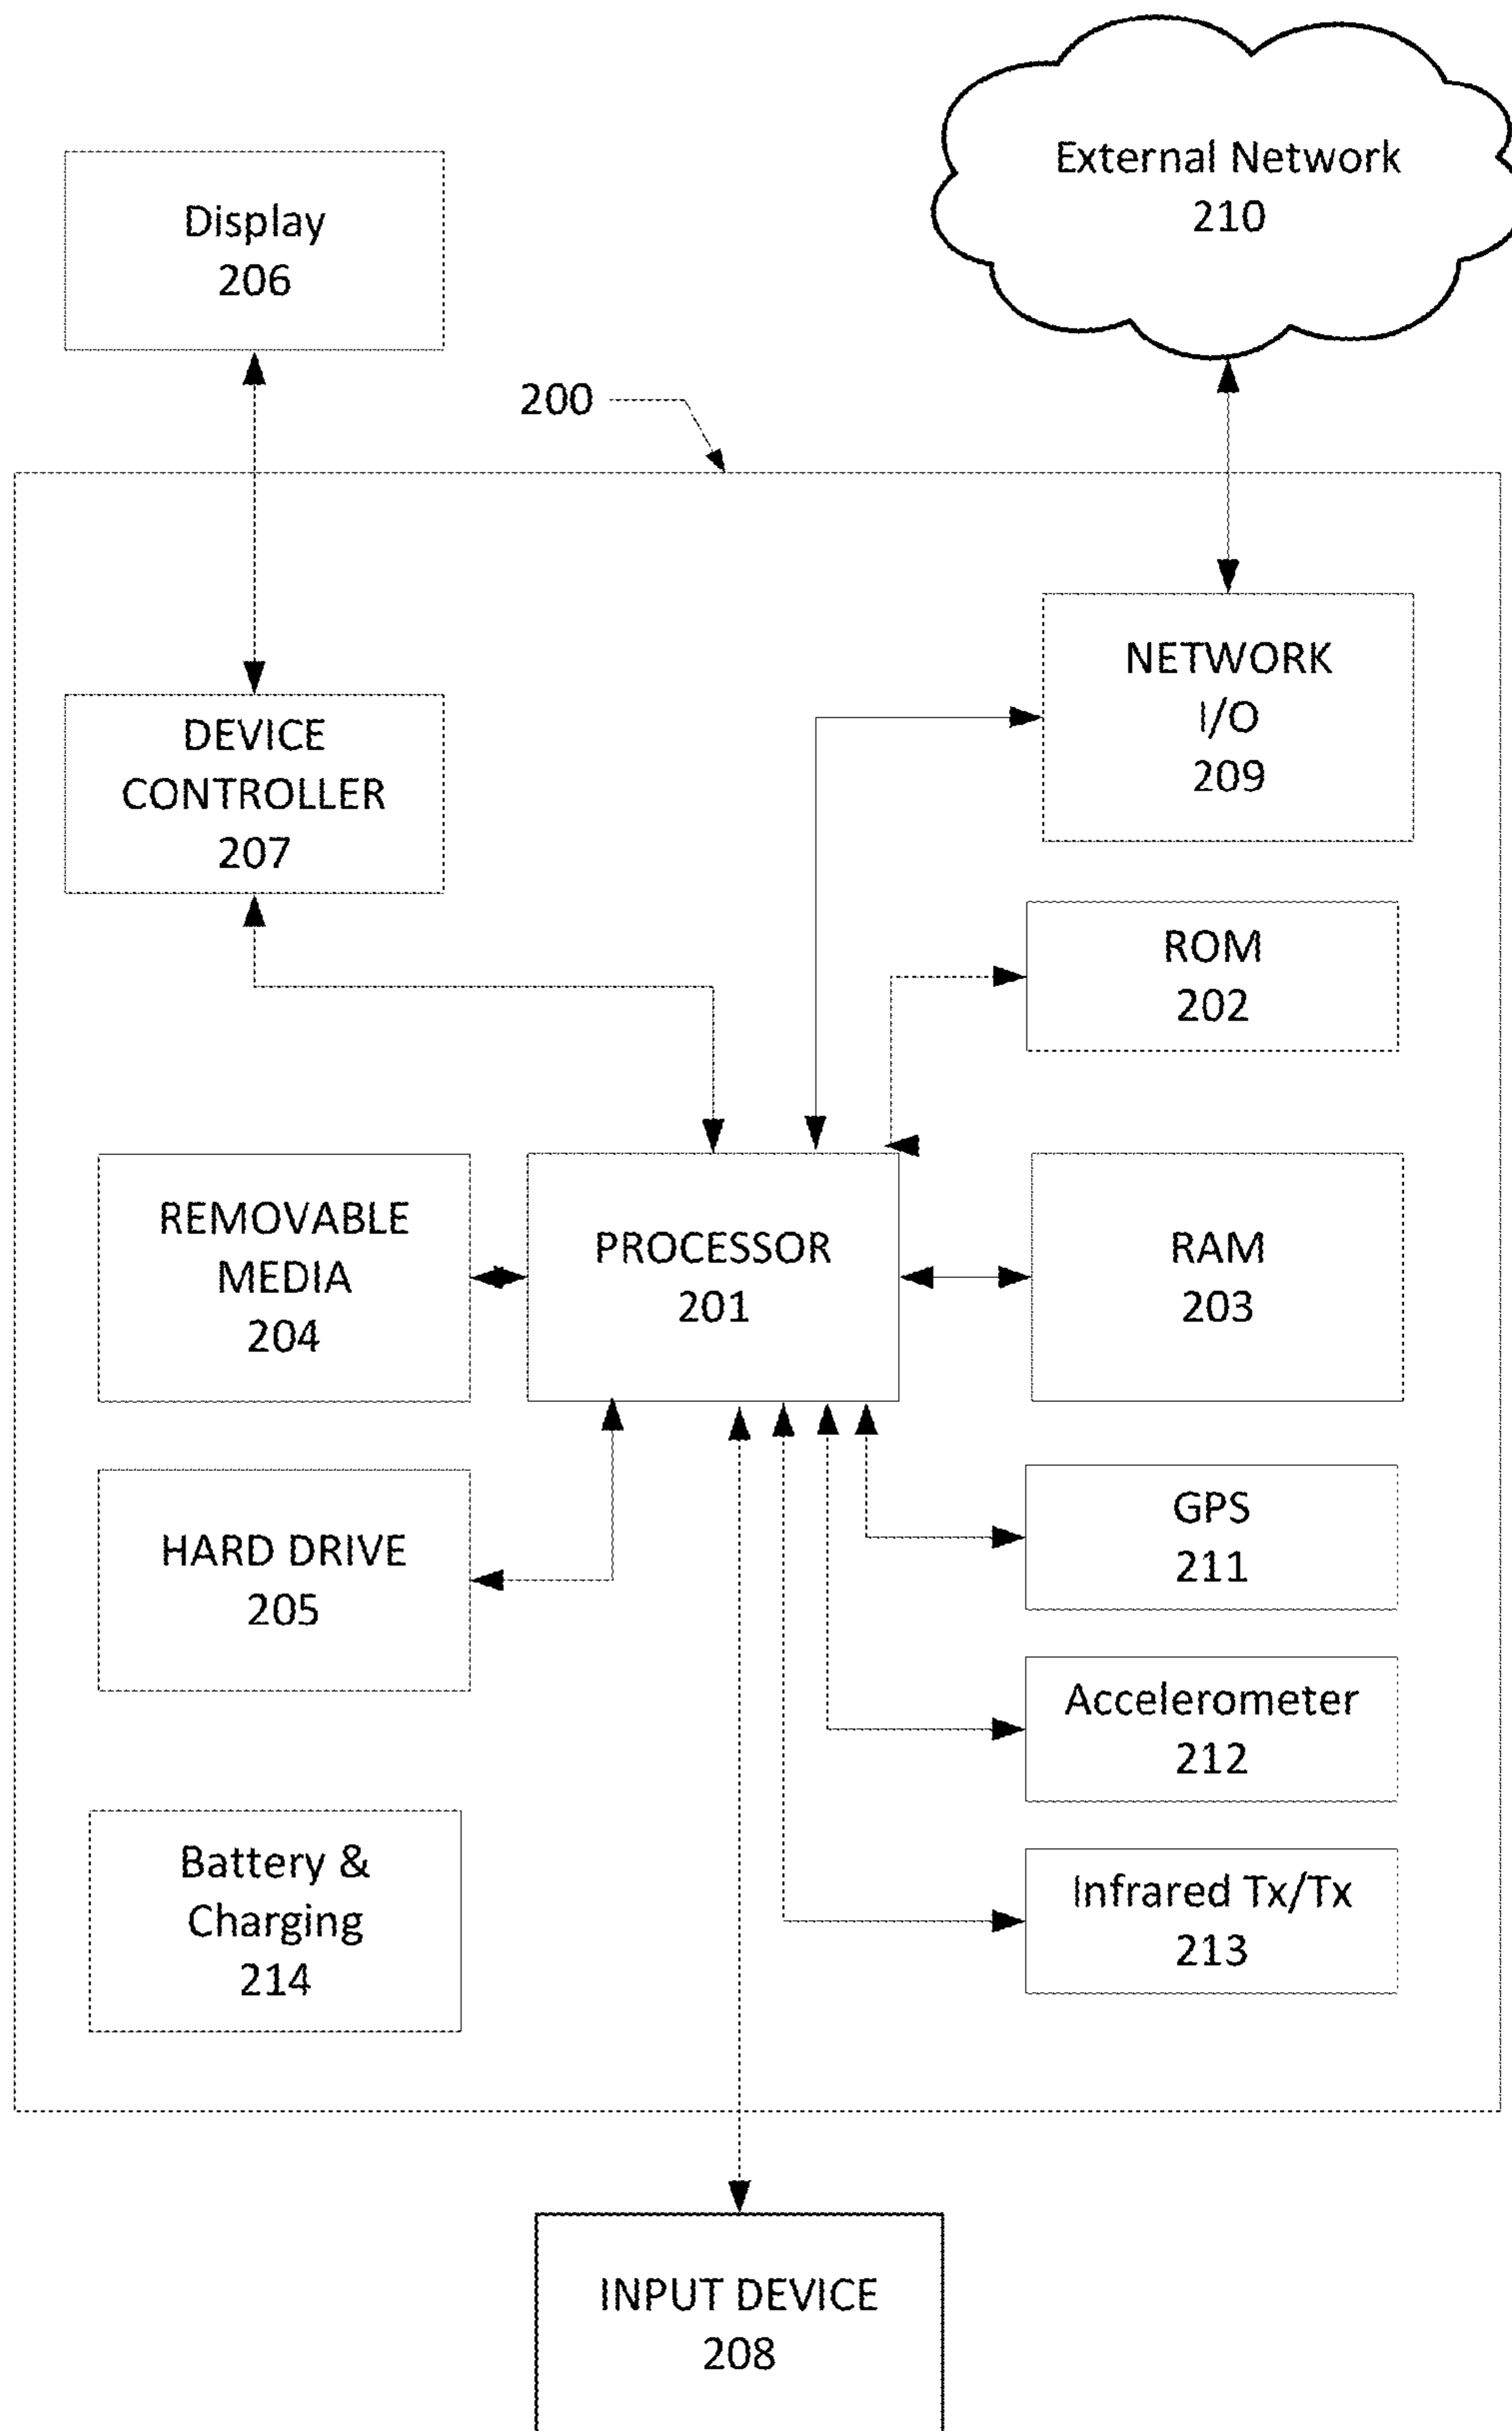 External Network
210
Display
206
200
NETWORK
I/O
209
DEVICE
CONTROLLER
207
ROM
202
REMOVABLE
MEDIA
204
PROCESSOR
201
RAM
203
HARD DRIVE
205
GPS
211
Accelerometer
212
Battery &
Charging
214
Infrared Tx/Tx
213
INPUT DEVICE
208